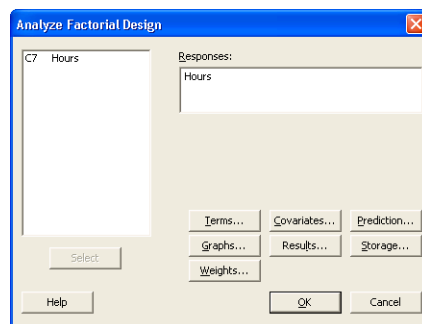 Analyze Factorial Design
C7 Hours
Responses:
Hours
Terms... Covariates... Prediction...
Select
Graphs... Results... Storage...
Weights...
Help OK Cancel